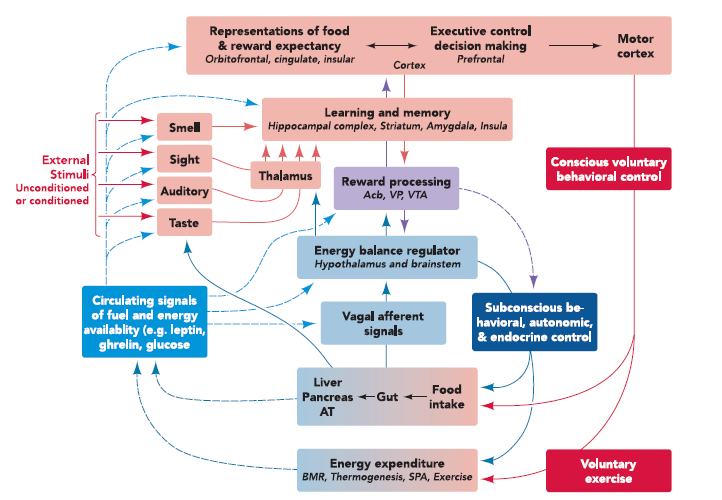 Representations of food
& reward expectancy
Orbitofrontal, cingulate, insular
Executive control
decision making
Prefrontal
Motor
cortex
Cortex
Learning and memory
Hippocampal complex, Striatum, Amygdala, Insula
Smell
Sight
Auditory
Taste
External
Stimuli
Unconditioned
or conditioned
Thalamus
Reward processing
Acb, VP, VTA
Conscious voluntary
behavioral control
Energy balance regulator
Hypothalamus and brainstem
Circulating signals
of fuel and energy
availablity (e.g. leptin,
ghrelin, glucose
Vagal afferent
signals
Subconscious be-
havioral, autonomic,
& endocrine control
Liver
Pancreas
AT
Gut
Food
intake
Energy expenditure
BMR, Thermogenesis, SPA, Exercise
Voluntary
exercise